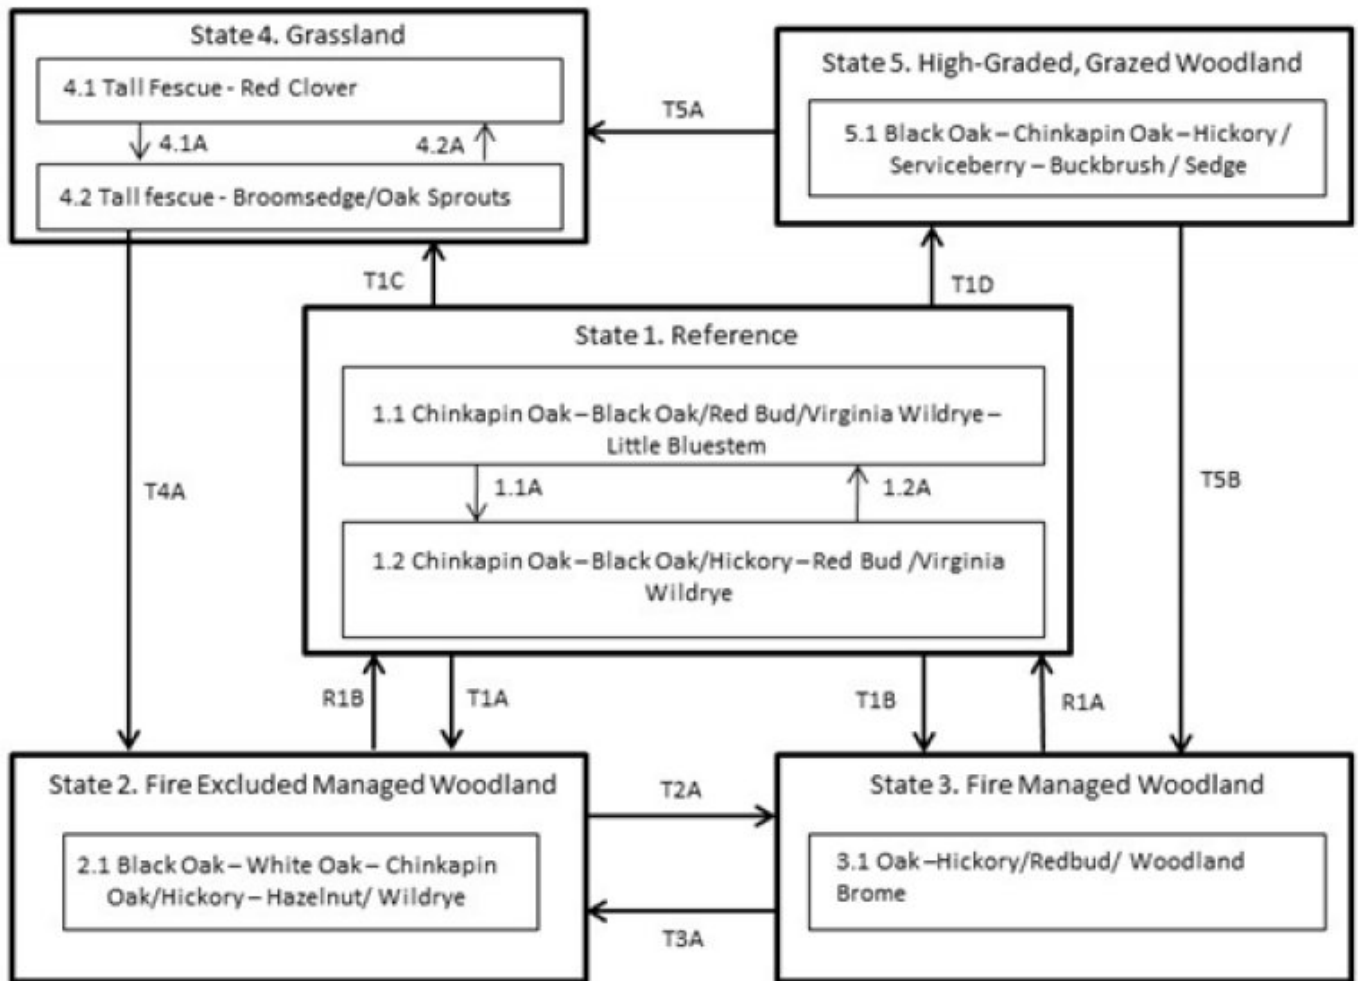 State 4. Grassland
4.1 Tall Fescue - Red Clover
4.1A
4.2A
4.2 Tall fescue - Broomsedge/Oak Sprouts
State 5. High-Graded, Grazed Woodland
5.1 Black Oak – Chinkapin Oak – Hickory /
Serviceberry – Buckbrush / Sedge
T5A
T1C
T1D
State 1. Reference
1.1 Chinkapin Oak – Black Oak/Red Bud/Virginia Wildrye –
Little Bluestem
1.1A
1.2A
1.2 Chinkapin Oak – Black Oak/Hickory – Red Bud /Virginia
Wildrye
T4A
T5B
R1B
T1A
T1B
R1A
State 2. Fire Excluded Managed Woodland
2.1 Black Oak – White Oak – Chinkapin
Oak/Hickory – Hazelnut/ Wildrye
T2A
T3A
State 3. Fire Managed Woodland
3.1 Oak –Hickory/Redbud/ Woodland
Brome